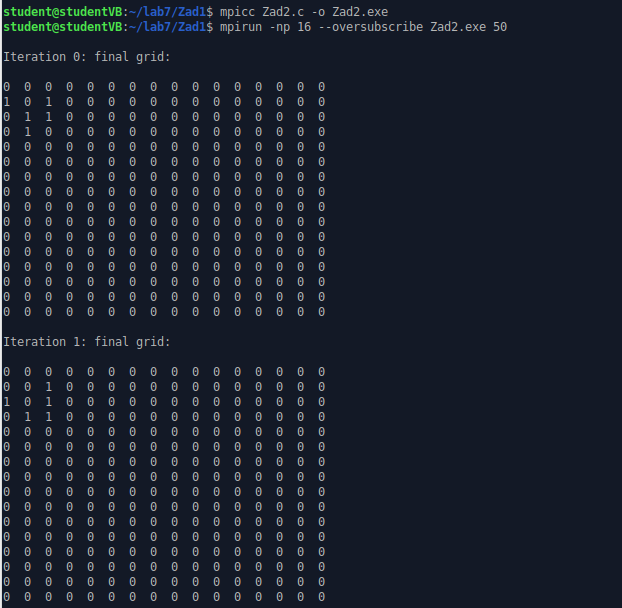 student@studentVB:~/lab7/Zad1$ mpicc Zad2.c -o Zad2.exe
student@studentVB:~/lab7/Zad1$ mpirun -np 16 --oversubscribe Zad2.exe 50
Iteration 0: final grid:
0 0 0 0 0 0 0 0 0 0 0 0 0 0 0 0
1 0 1 0 0 0 0 0 0 0 0 0 0 0 0 0
0 1 1 0 0 0 0 0 0 0 0 0 0 0 0 0
0 1 0 0 0 0 0 0 0 0 0 0 0 0 0 0
0 0 0 0 0 0 0 0 0 0 0 0 0 0 0 0
0 0 0 0 0 0 0 0 0 0 0 0 0 0 0 0
0 0 0 0 0 0 0 0 0 0 0 0 0 0 0 0
0 0 0 0 0 0 0 0 0 0 0 0 0 0 0 0
0 0 0 0 0 0 0 0 0 0 0 0 0 0 0 0
0 0 0 0 0 0 0 0 0 0 0 0 0 0 0 0
0 0 0 0 0 0 0 0 0 0 0 0 0 0 0 0
0 0 0 0 0 0 0 0 0 0 0 0 0 0 0 0
0 0 0 0 0 0 0 0 0 0 0 0 0 0 0 0
0 0 0 0 0 0 0 0 0 0 0 0 0 0 0 0
0 0 0 0 0 0 0 0 0 0 0 0 0 0 0 0
0 0 0 0 0 0 0 0 0 0 0 0 0 0 0 0
Iteration 1: final grid:
0 0 0 0 0 0 0 0 0 0 0 0 0 0 0 0
0 0 1 0 0 0 0 0 0 0 0 0 0 0 0 0
1 0 1 0 0 0 0 0 0 0 0 0 0 0 0 0
0 1 1 0 0 0 0 0 0 0 0 0 0 0 0 0
0 0 0 0 0 0 0 0 0 0 0 0 0 0 0 0
0 0 0 0 0 0 0 0 0 0 0 0 0 0 0 0
0 0 0 0 0 0 0 0 0 0 0 0 0 0 0 0
0 0 0 0 0 0 0 0 0 0 0 0 0 0 0 0
0 0 0 0 0 0 0 0 0 0 0 0 0 0 0 0
0 0 0 0 0 0 0 0 0 0 0 0 0 0 0 0
0 0 0 0 0 0 0 0 0 0 0 0 0 0 0 0
0 0 0 0 0 0 0 0 0 0 0 0 0 0 0 0
0 0 0 0 0 0 0 0 0 0 0 0 0 0 0 0
0 0 0 0 0 0 0 0 0 0 0 0 0 0 0 0
0 0 0 0 0 0 0 0 0 0 0 0 0 0 0 0
0 0 0 0 0 0 0 0 0 0 0 0 0 0 0 0